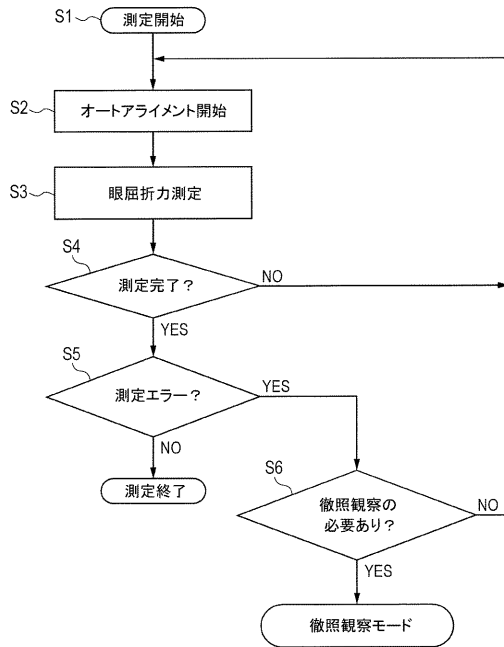 S1
測定開始
S2
オートアライメント開始
S3
眼屈折力測定
S4
測定完了?
NO
YES
S5
測定エラー?
YES
NO
測定終了
S6
徹照観察の
必要あり?
NO
YES
徹照観察モード